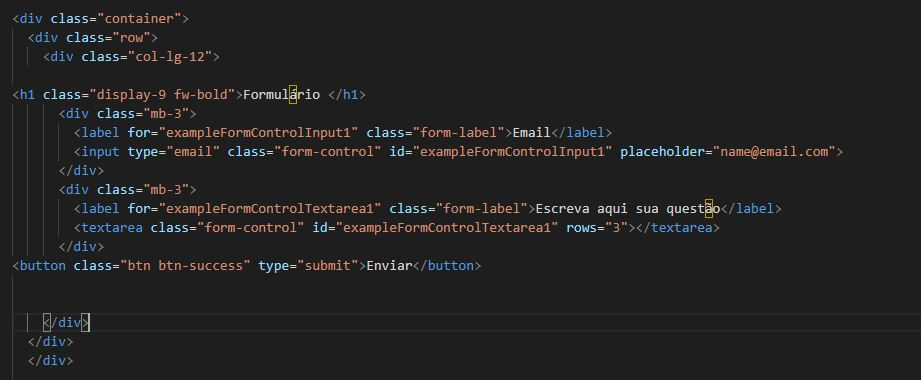 <div class="container">
<div class="row">
<div class="col-lg-12">
<h1 class="display-9 fw-bold">Formulário </h1>
<div class="mb-3">
<label for="exampleFormControlInput1" class="form-label">Email</label>
<input type="email" class="form-control" id="exampleFormControlInput1" placeholder="name@email.com">
</div>
<div class="mb-3">
<label for="exampleFormControlTextarea1" class="form-label">Escreva aqui sua questão</label>
<textarea class="form-control" id="exampleFormControlTextarea1" rows="3"></textarea>
</div>
<button class="btn btn-success" type="submit">Enviar</button>
</div>
</div>
</div>